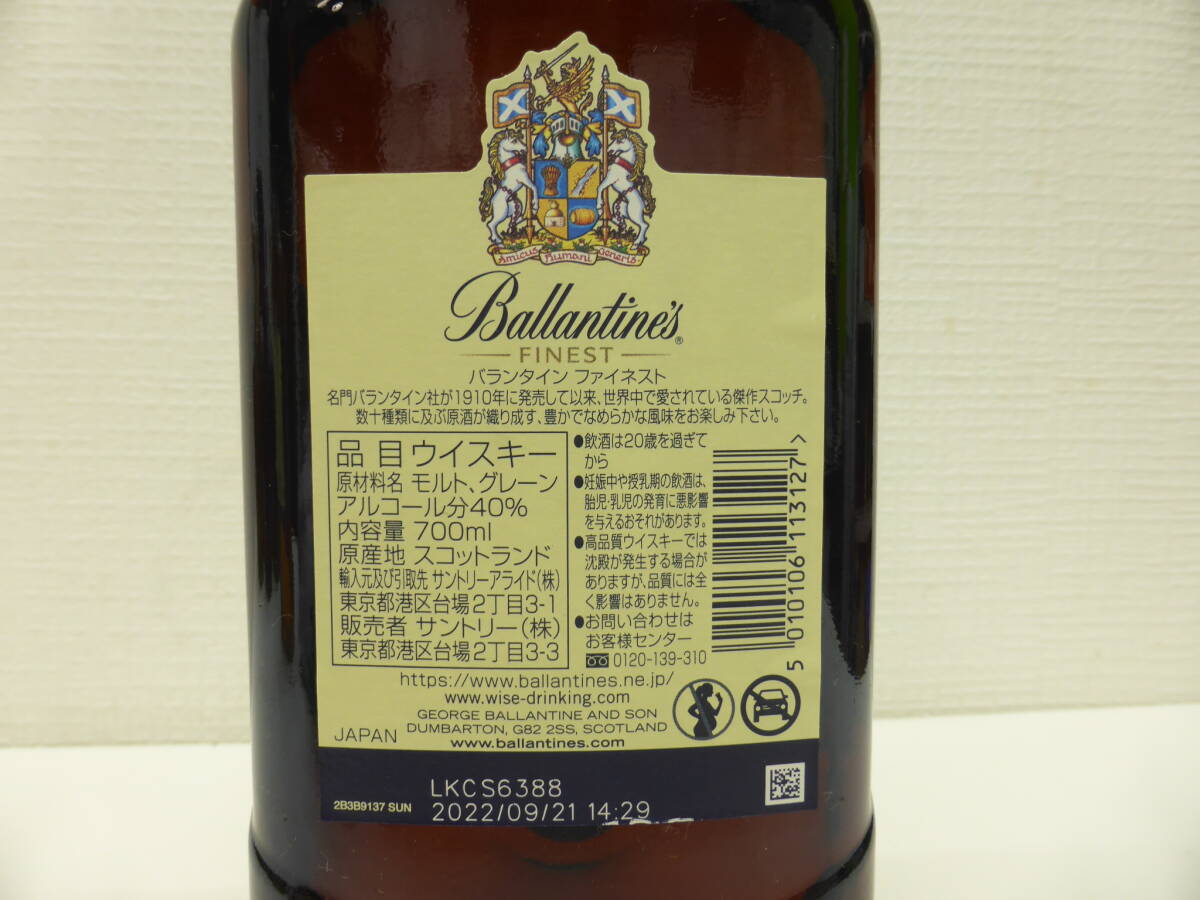 Amicus Humani Generis
Ballantine's®
FINEST
バランタイン ファイネスト
名門バランタイン社が1910年に発売して以来、世界中で愛されている傑作スコッチ。
数十種類に及ぶ原酒が織り成す、豊かでなめらかな風味をお楽しみ下さい。
品目 ウイスキー
原材料名 モルト、グレーン
アルコール分40%
内容量 700ml
原産地 スコットランド
輸入元及び引取先 サントリーアライド(株)
東京都港区台場2丁目3-1
販売者 サントリー(株)
東京都港区台場2丁目3-3
●飲酒は20歳を過ぎて
から
●妊娠中や授乳期の飲酒は、
胎児・乳児の発育に悪影響
を与えるおそれがあります。
●高品質ウイスキーでは
沈殿が発生する場合が
ありますが、品質には全
く影響はありません。
●お問い合わせは
お客様センター
0120-139-310
5 010106 113127 >
https://www.ballantines.ne.jp/
www.wise-drinking.com
GEORGE BALLANTINE AND SON
DUMBARTON, G82 2SS, SCOTLAND
www.ballantines.com
JAPAN
2B3B9137 SUN
LKCS6388
2022/09/21 14:29